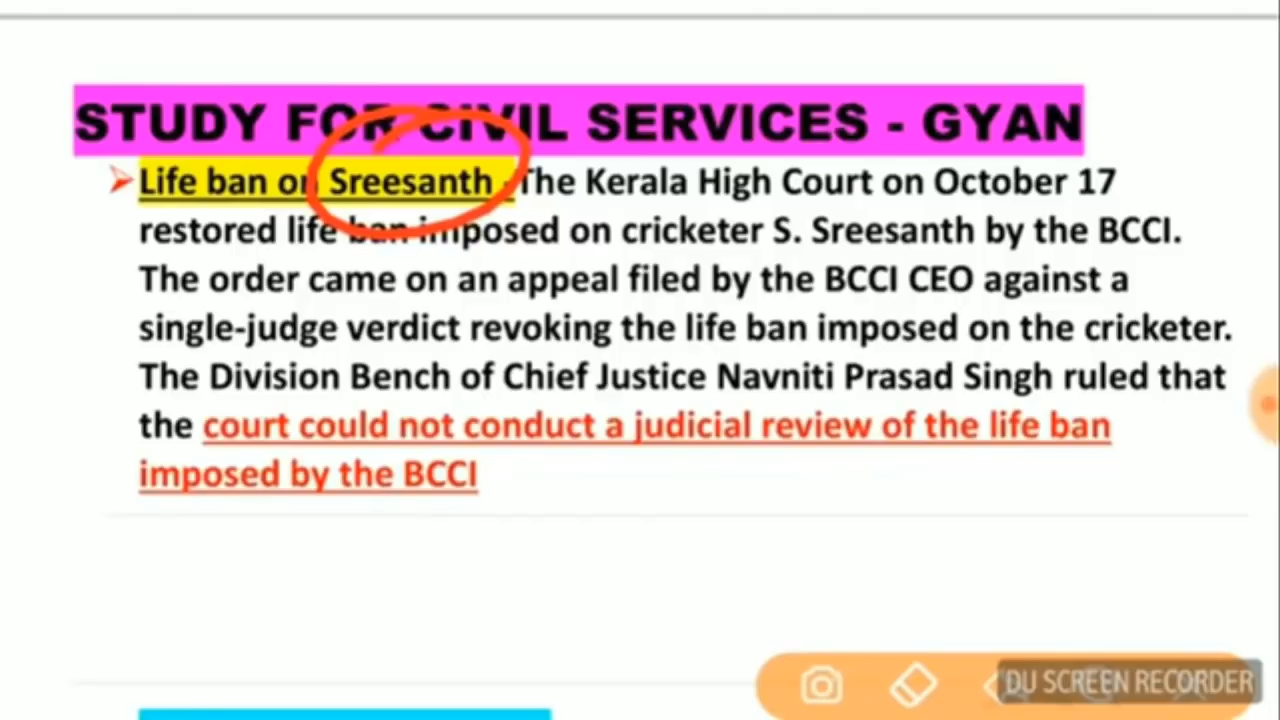 STUDY FOR CIVIL SERVICES - GYAN
Life ban on Sreesanth - The Kerala High Court on October 17
restored life ban imposed on cricketer S. Sreesanth by the BCCI.
The order came on an appeal filed by the BCCI CEO against a
single-judge verdict revoking the life ban imposed on the cricketer.
The Division Bench of Chief Justice Navniti Prasad Singh ruled that
the court could not conduct a judicial review of the life ban
imposed by the BCCI
DU SCREEN RECORDER